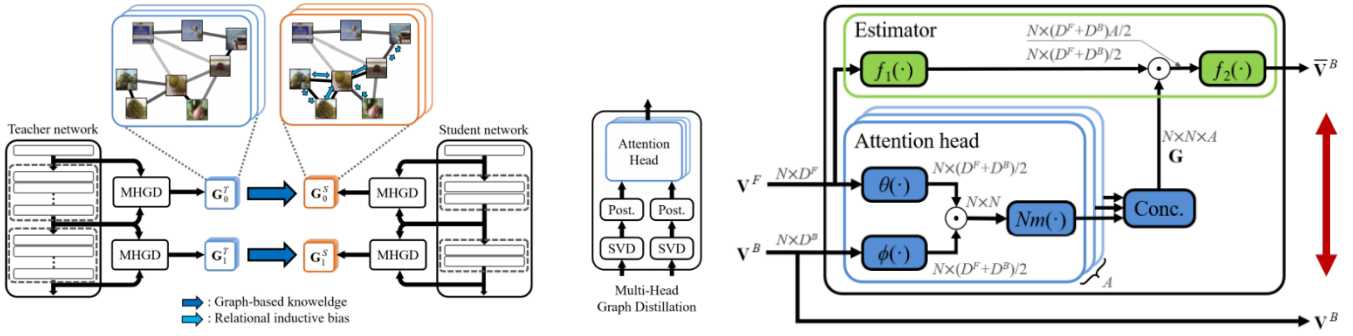 Teacher network
Student network
MHGD
G₀ᵀ
G₀ˢ
MHGD
MHGD
G₁ᵀ
G₁ˢ
MHGD
: Graph-based knoweldge
: Relational inductive bias
Attention
Head
Post.
Post.
SVD
SVD
Multi-Head
Graph Distillation
Estimator
f₁(·)
N×(Dᶠ+Dᴮ)A/2
N×(Dᶠ+Dᴮ)/2
f₂(·)
V̅ᴮ
Attention head
N×N×A
G
Vᶠ
N×Dᶠ
θ(·)
N×(Dᶠ+Dᴮ)/2
N×N
Nm(·)
Conc.
Vᴮ
N×Dᴮ
ϕ(·)
N×(Dᶠ+Dᴮ)/2
A
Vᴮ